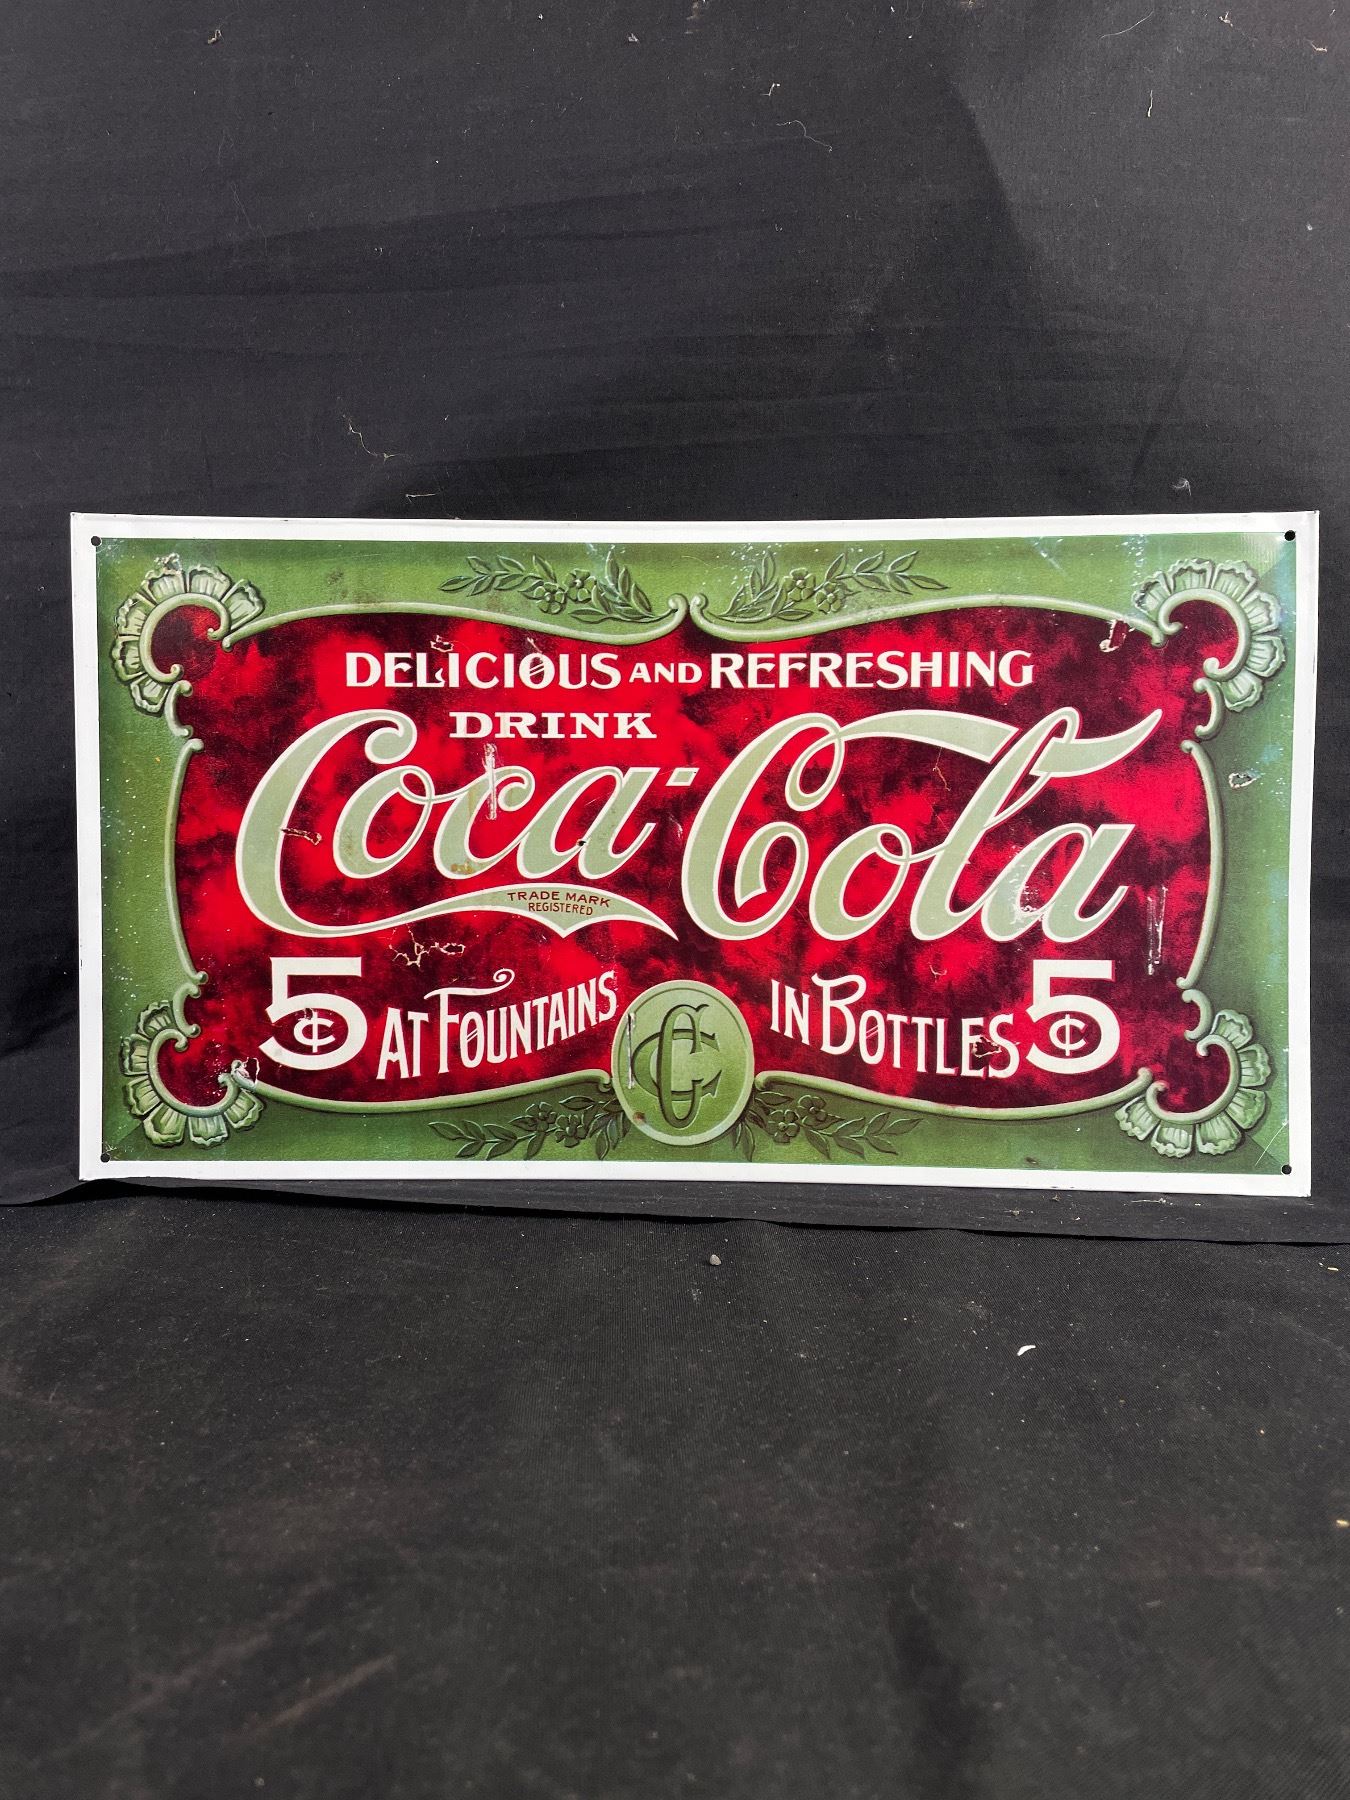 DELICIOUS AND REFRESHING
DRINK
Coca-Cola
TRADE MARK
REGISTERED
5¢ AT FOUNTAINS IN BOTTLES 5¢
CC